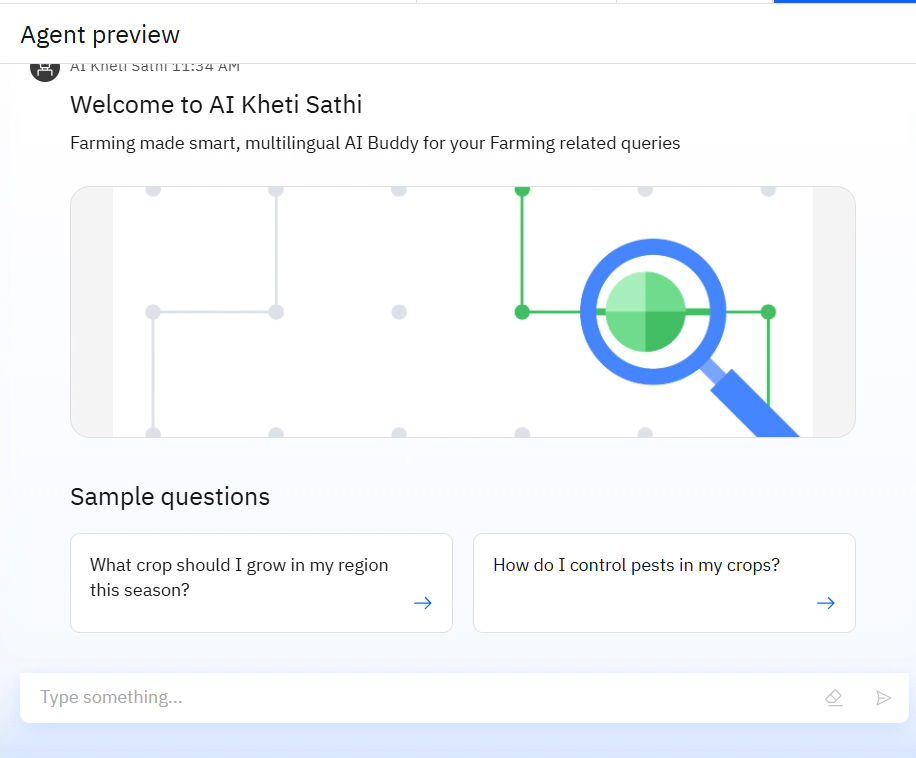 Agent preview
AI Kheti Sathi 11:34 AM
Welcome to AI Kheti Sathi
Farming made smart, multilingual AI Buddy for your Farming related queries
Sample questions
What crop should I grow in my region
this season?
How do I control pests in my crops?
Type something...